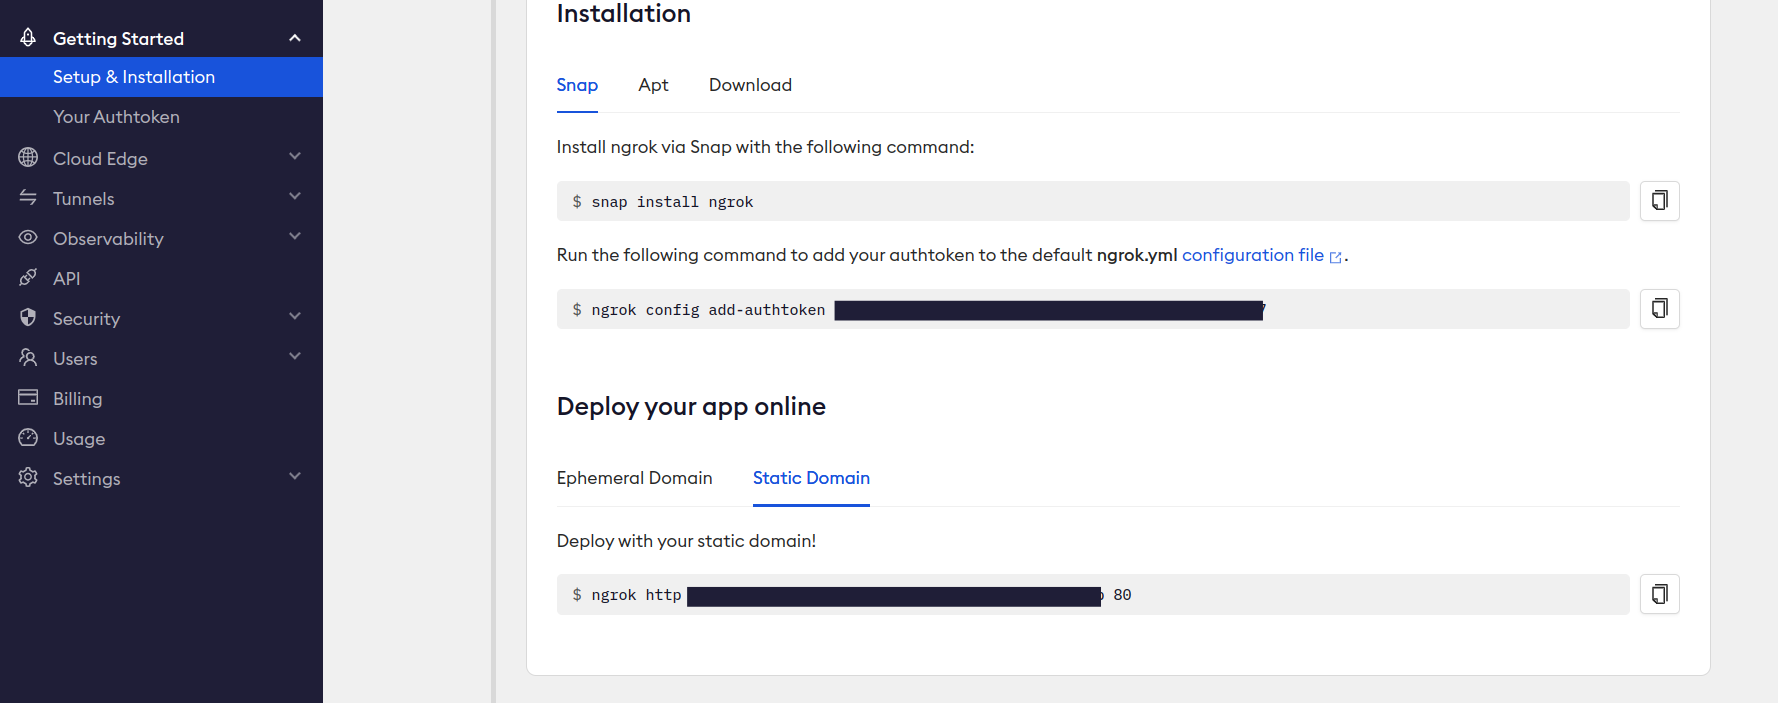 Getting Started
Setup & Installation
Your Authtoken
Cloud Edge
Tunnels
Observability
API
Security
Users
Billing
Usage
Settings
Installation
Snap Apt Download
Install ngrok via Snap with the following command:
$ snap install ngrok
Run the following command to add your authtoken to the default ngrok.yml configuration file.
$ ngrok config add-authtoken
Deploy your app online
Ephemeral Domain Static Domain
Deploy with your static domain!
$ ngrok http 80